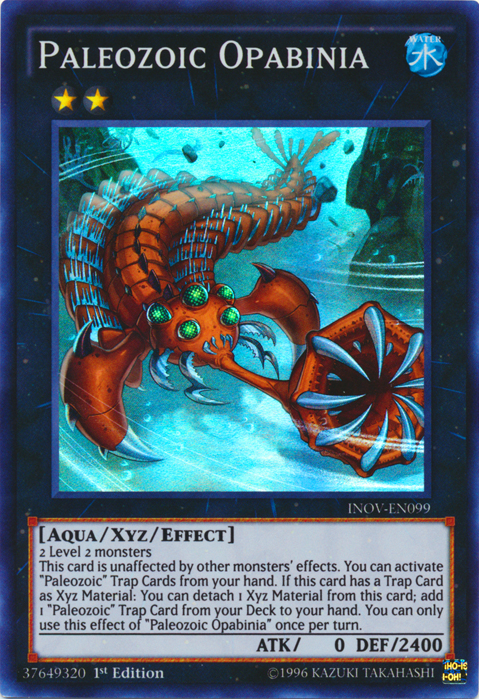 PALEOZOIC OPABINIA
WATER
水
INOV-EN099
[AQUA/XYZ/EFFECT]
2 Level 2 monsters
This card is unaffected by other monsters' effects. You can activate
"Paleozoic" Trap Cards from your hand. If this card has a Trap Card
as Xyz Material: You can detach 1 Xyz Material from this card; add
1 "Paleozoic" Trap Card from your Deck to your hand. You can only
use this effect of "Paleozoic Opabinia" once per turn.
ATK/ 0 DEF/2400
37649320 1st Edition ©1996 KAZUKI TAKAHASHI